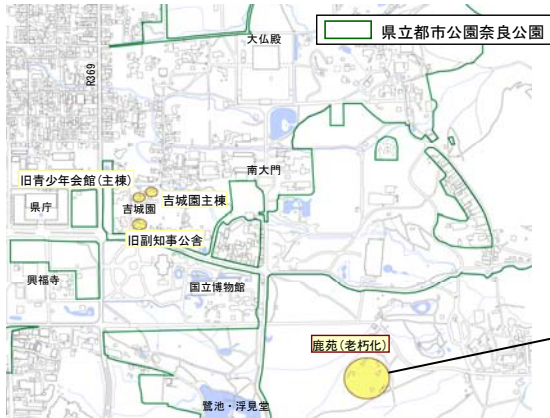 県立都市公園奈良公園
大仏殿
R369
旧青少年会館(主棟)
南大門
吉城園主棟
吉城園
県庁
旧副知事公舎
興福寺
国立博物館
鹿苑(老朽化)
鷺池・浮見堂